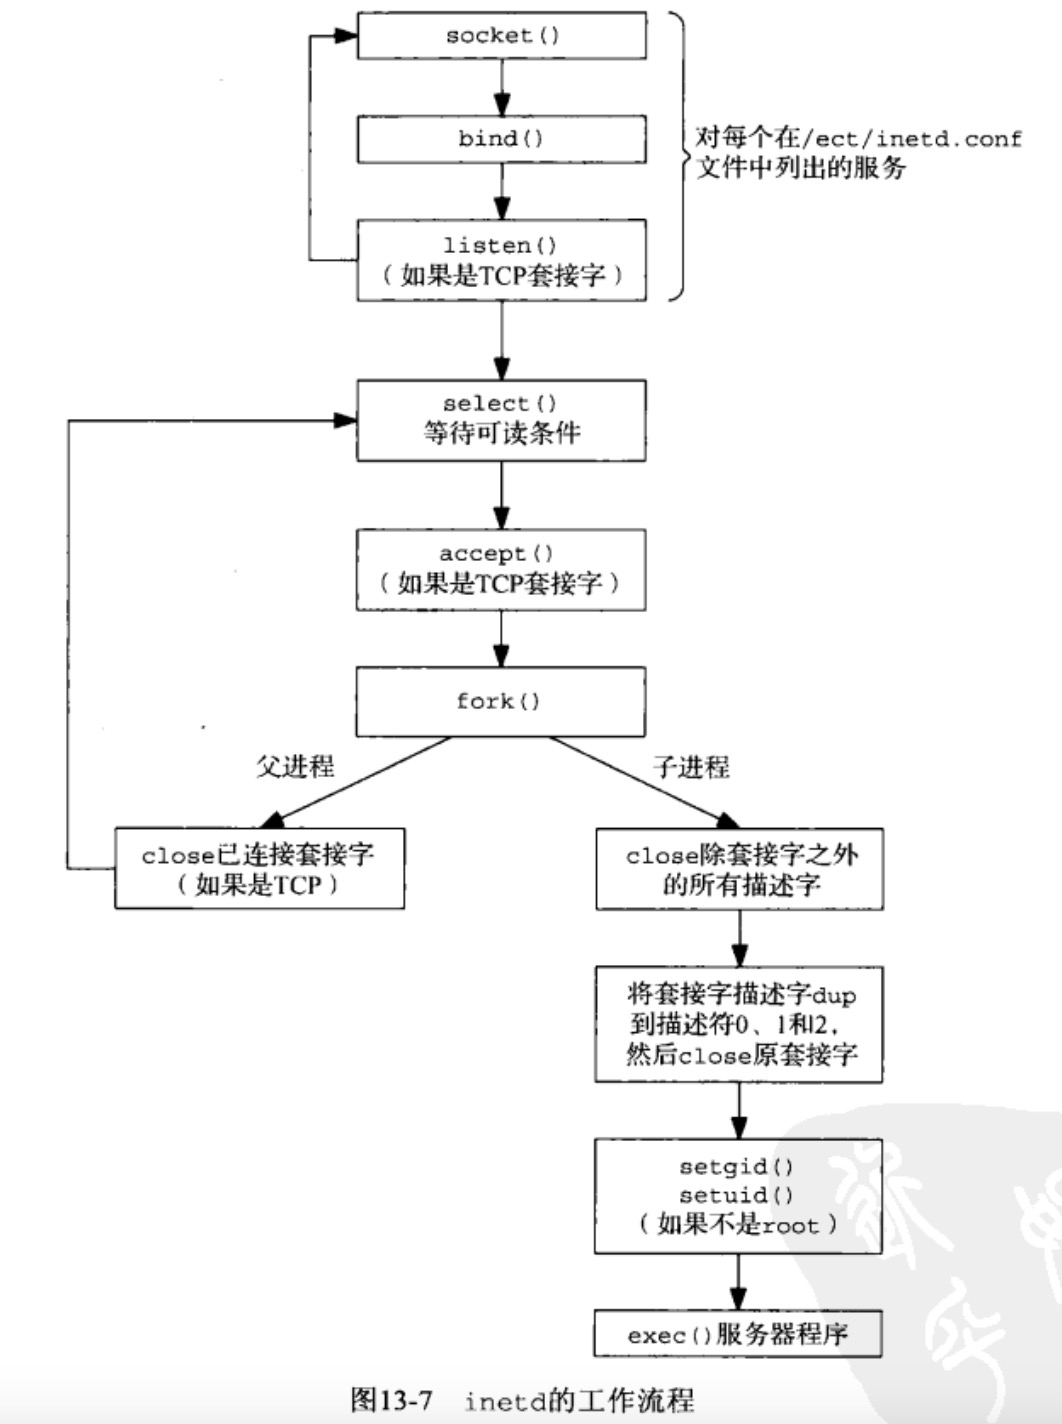 socket()
bind()
对每个在/ect/inetd.conf
文件中列出的服务
listen()
（如果是TCP套接字）
select()
等待可读条件
accept()
（如果是TCP套接字）
fork()
父进程
子进程
close已连接套接字
（如果是TCP）
close除套接字之外
的所有描述字
将套接字描述字dup
到描述符0、1和2，
然后close原套接字
setgid()
setuid()
（如果不是root）
exec()服务器程序
图13-7 inetd的工作流程